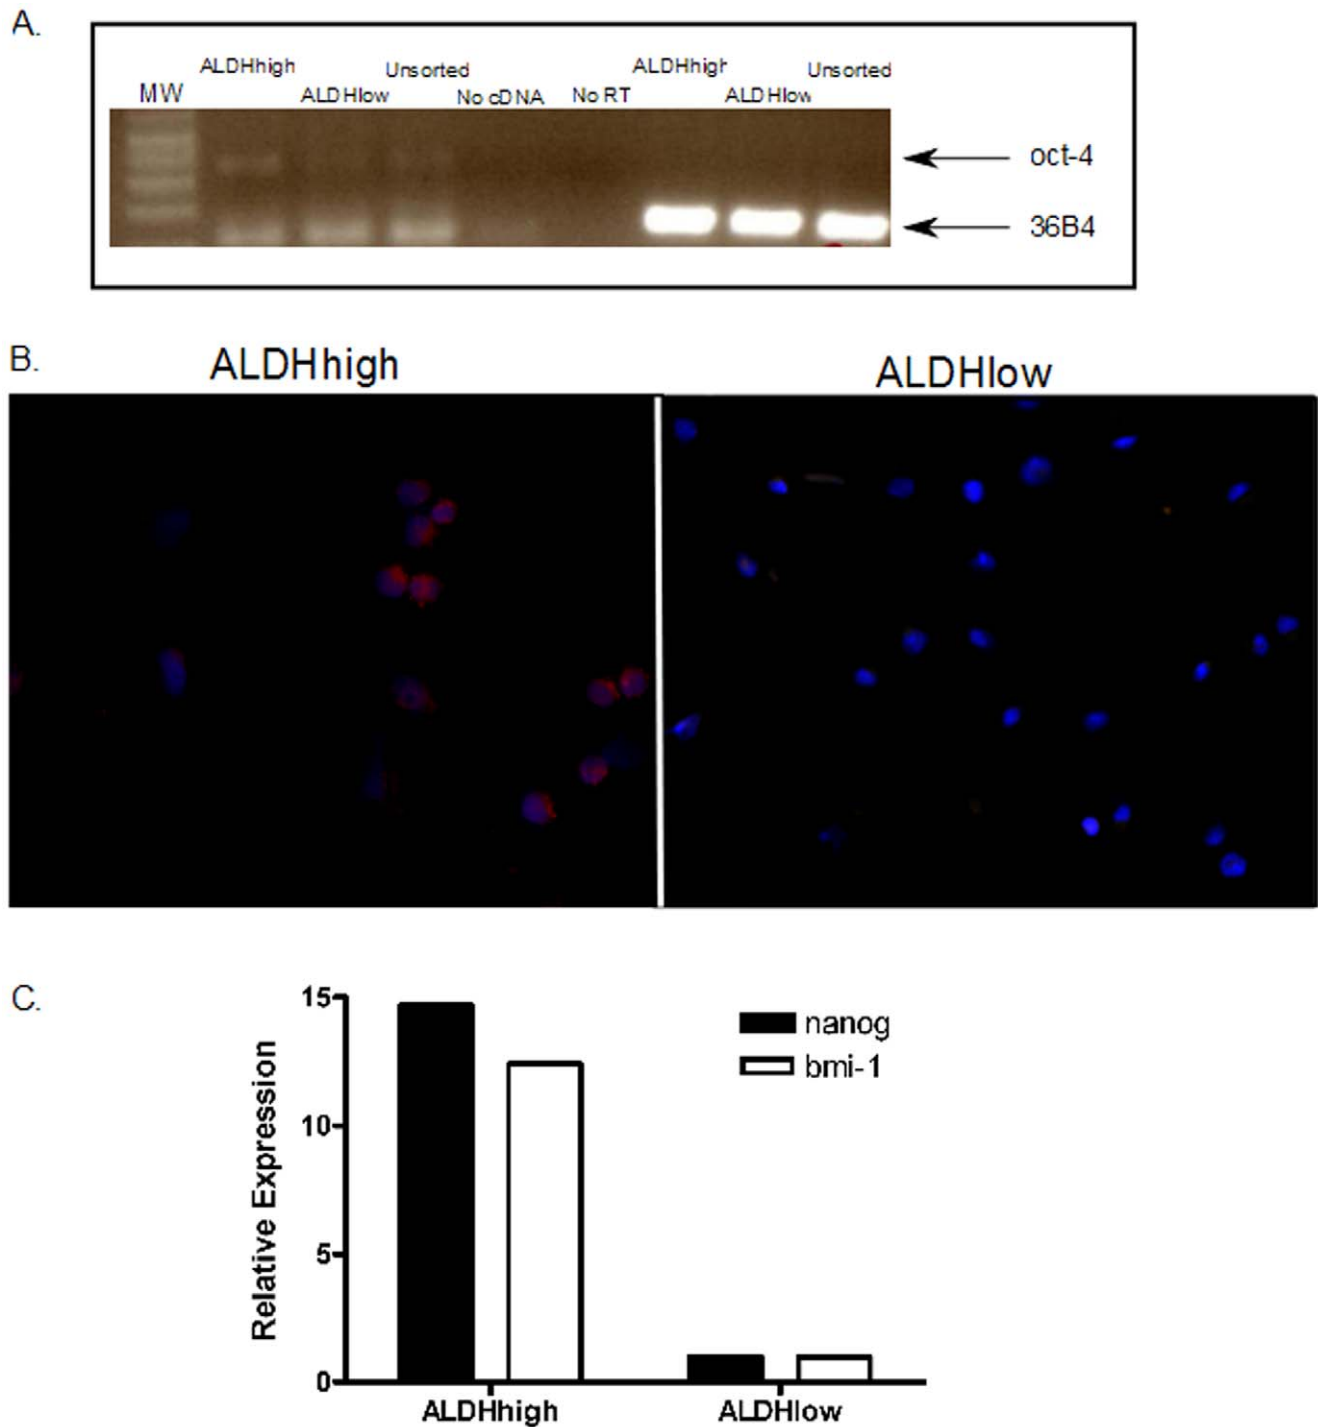 A.
MW ALDHhigh ALDHlow Unsorted No cDNA No RT ALDHhigh ALDHlow Unsorted
oct-4
36B4
B.
ALDHhigh ALDHlow
C.
15
10
5
0
Relative Expression
nanog
bmi-1
ALDHhigh ALDHlow